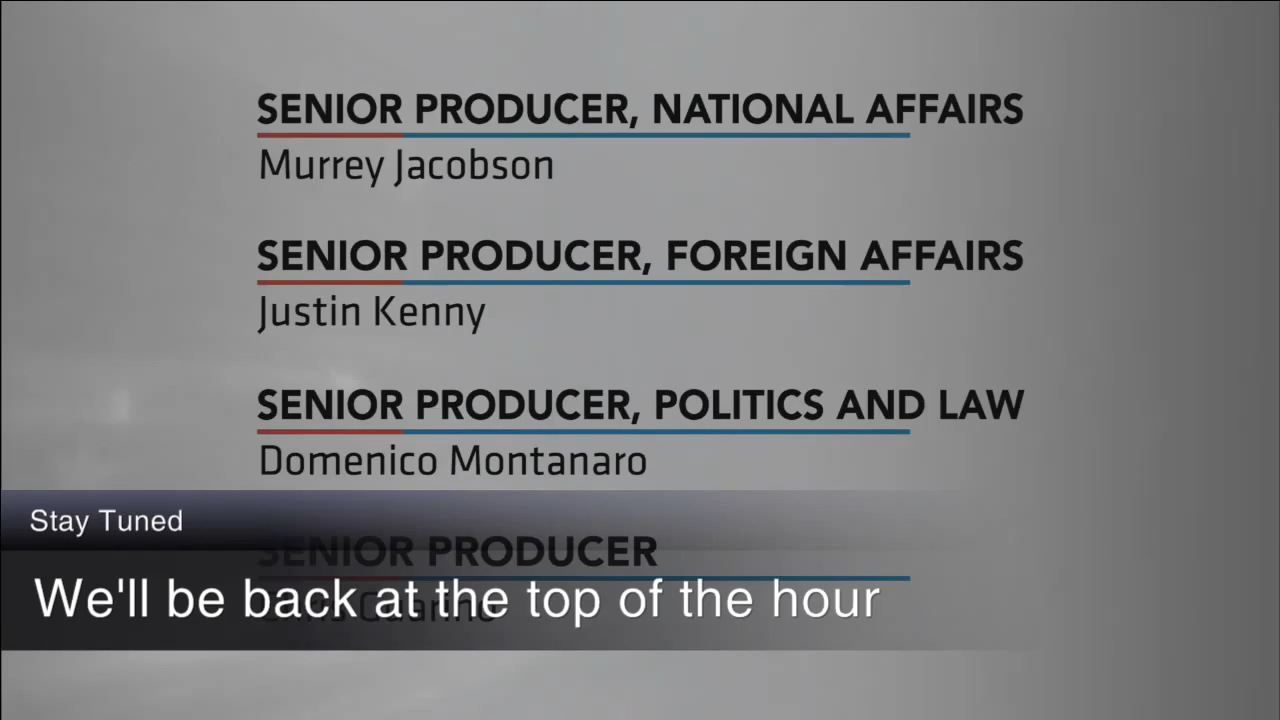 SENIOR PRODUCER, NATIONAL AFFAIRS
Murrey Jacobson
SENIOR PRODUCER, FOREIGN AFFAIRS
Justin Kenny
SENIOR PRODUCER, POLITICS AND LAW
Domenico Montanaro
Stay Tuned
SENIOR PRODUCER
We'll be back at the top of the hour